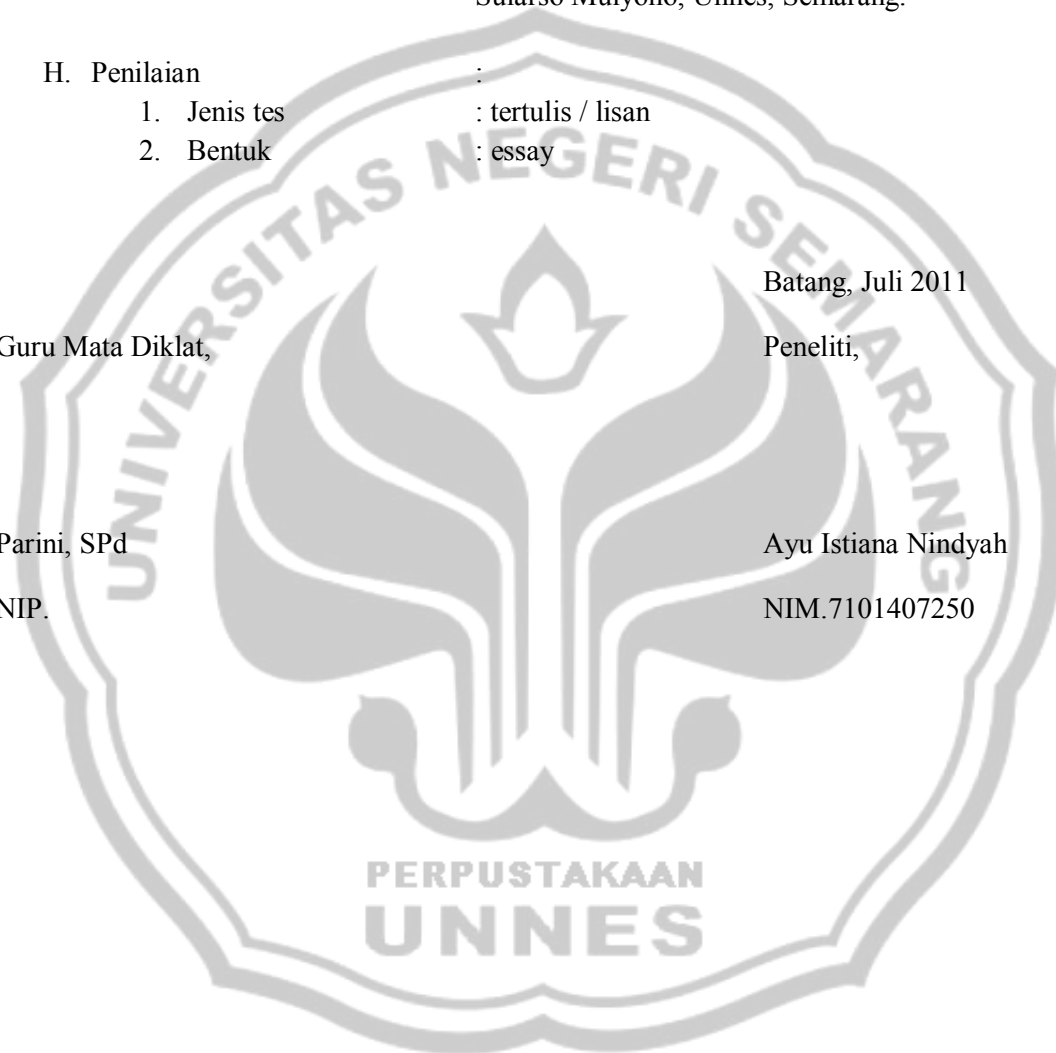 Sularso Mulyono, Unnes, Semarang.
H. Penilaian :
1. Jenis tes : tertulis / lisan
2. Bentuk : essay
UNIVERSITAS NEGERI SEMARANG
Batang, Juli 2011
Guru Mata Diklat, Peneliti,
Parini, SPd Ayu Istiana Nindyah
NIP. NIM.7101407250
PERPUSTAKAAN
UNNES